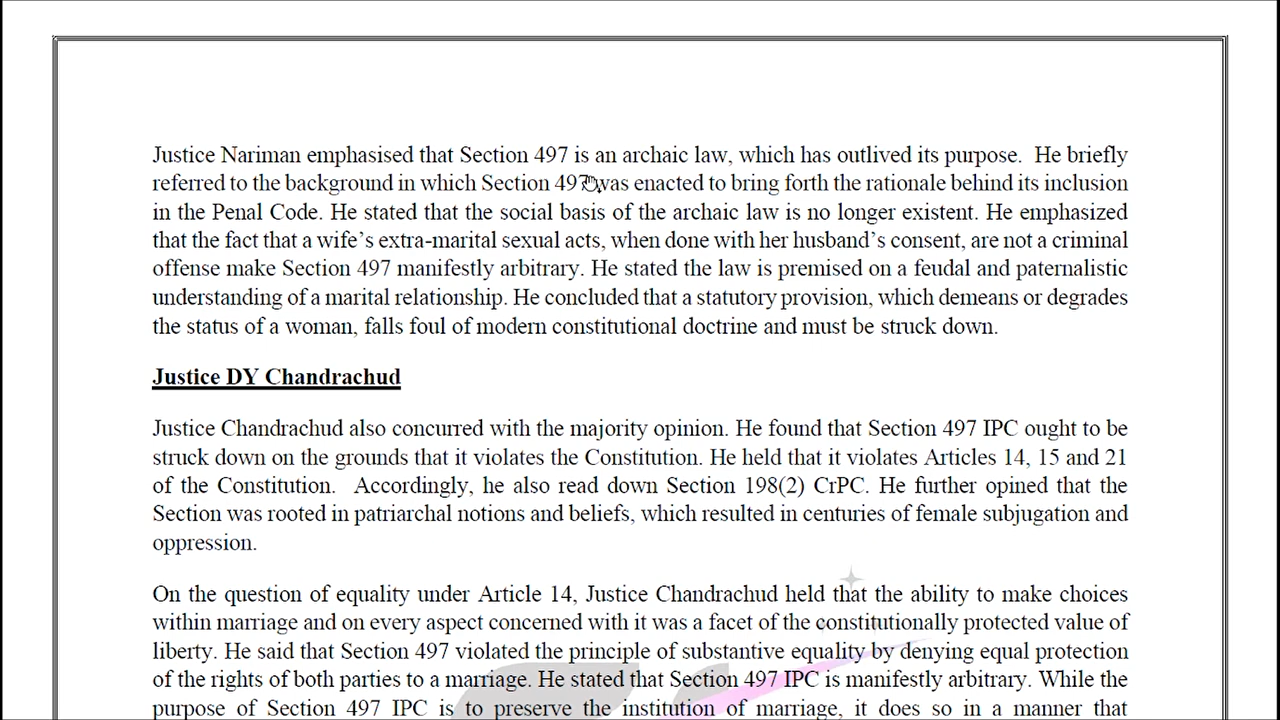 Justice Nariman emphasised that Section 497 is an archaic law, which has outlived its purpose.  He briefly
referred to the background in which Section 497 was enacted to bring forth the rationale behind its inclusion
in the Penal Code. He stated that the social basis of the archaic law is no longer existent. He emphasized
that the fact that a wife’s extra-marital sexual acts, when done with her husband’s consent, are not a criminal
offense make Section 497 manifestly arbitrary. He stated the law is premised on a feudal and paternalistic
understanding of a marital relationship. He concluded that a statutory provision, which demeans or degrades
the status of a woman, falls foul of modern constitutional doctrine and must be struck down.
Justice DY Chandrachud
Justice Chandrachud also concurred with the majority opinion. He found that Section 497 IPC ought to be
struck down on the grounds that it violates the Constitution. He held that it violates Articles 14, 15 and 21
of the Constitution.  Accordingly, he also read down Section 198(2) CrPC. He further opined that the
Section was rooted in patriarchal notions and beliefs, which resulted in centuries of female subjugation and
oppression.
On the question of equality under Article 14, Justice Chandrachud held that the ability to make choices
within marriage and on every aspect concerned with it was a facet of the constitutionally protected value of
liberty. He said that Section 497 violated the principle of substantive equality by denying equal protection
of the rights of both parties to a marriage. He stated that Section 497 IPC is manifestly arbitrary. While the
purpose of Section 497 IPC is to preserve the institution of marriage, it does so in a manner that